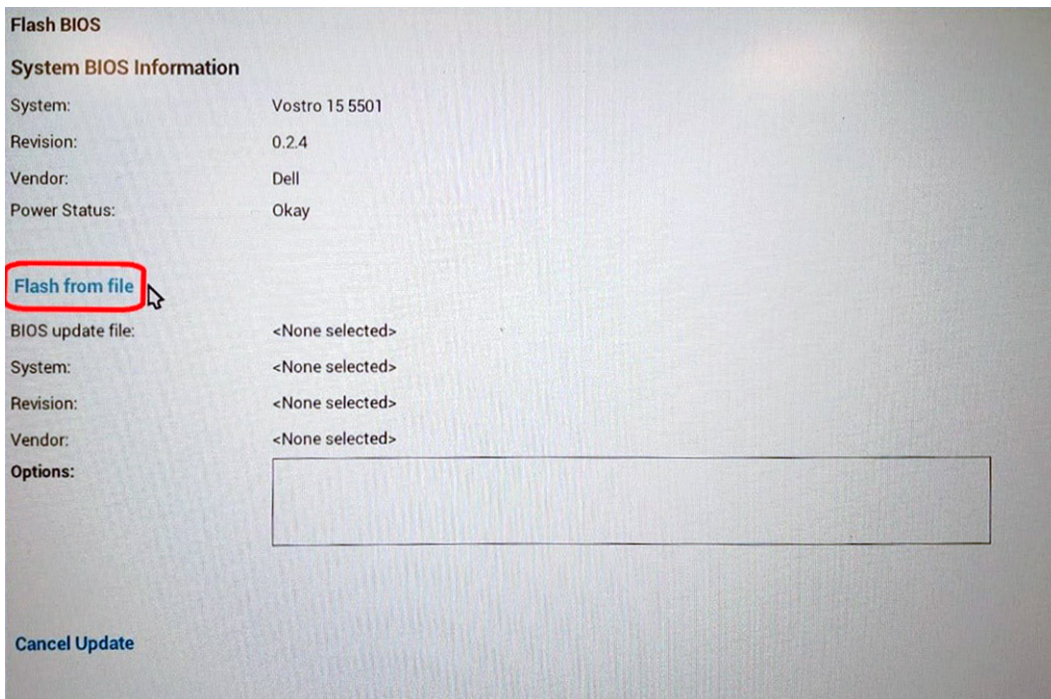 Flash BIOS
System BIOS Information
System: Vostro 15 5501
Revision: 0.2.4
Vendor: Dell
Power Status: Okay
Flash from file
BIOS update file: <None selected>
System: <None selected>
Revision: <None selected>
Vendor: <None selected>
Options:
Cancel Update